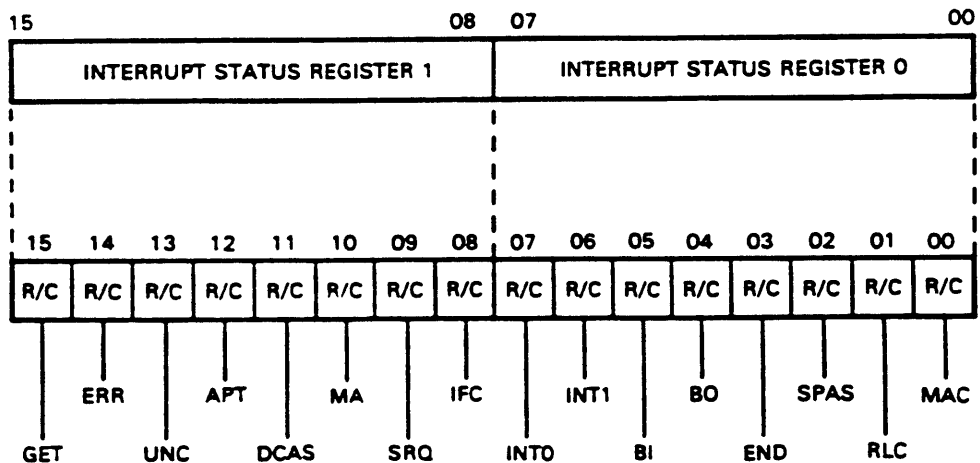 15 08 07 00
INTERRUPT STATUS REGISTER 1 INTERRUPT STATUS REGISTER 0
15 14 13 12 11 10 09 08 07 06 05 04 03 02 01 00
R/C R/C R/C R/C R/C R/C R/C R/C R/C R/C R/C R/C R/C R/C R/C R/C
ERR APT MA IFC INT1 BO SPAS MAC
GET UNC DCAS SRQ INT0 BI END RLC